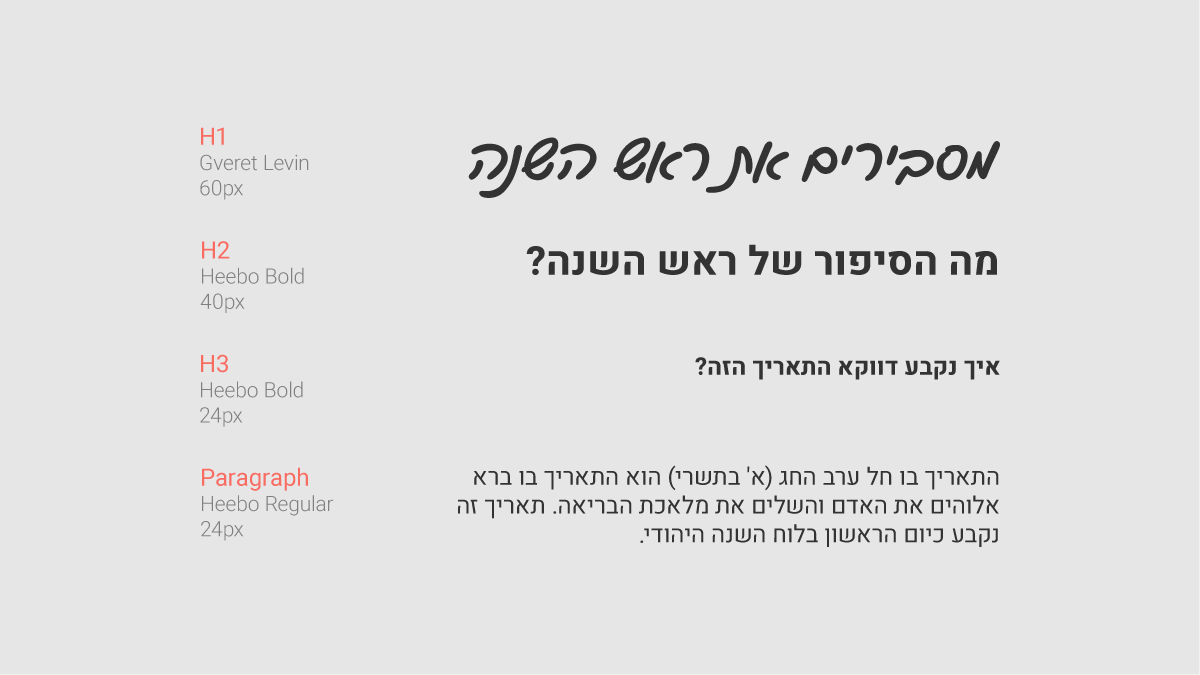 H1
Gveret Levin
60px
מסבירים את ראש השנה
H2
Heebo Bold
40px
מה הסיפור של ראש השנה?
H3
Heebo Bold
24px
איך נקבע דווקא התאריך הזה?
Paragraph
Heebo Regular
24px
התאריך בו חל ערב החג (א' בתשרי) הוא התאריך בו ברא
אלוהים את האדם והשלים את מלאכת הבריאה. תאריך זה
נקבע כיום הראשון בלוח השנה היהודי.